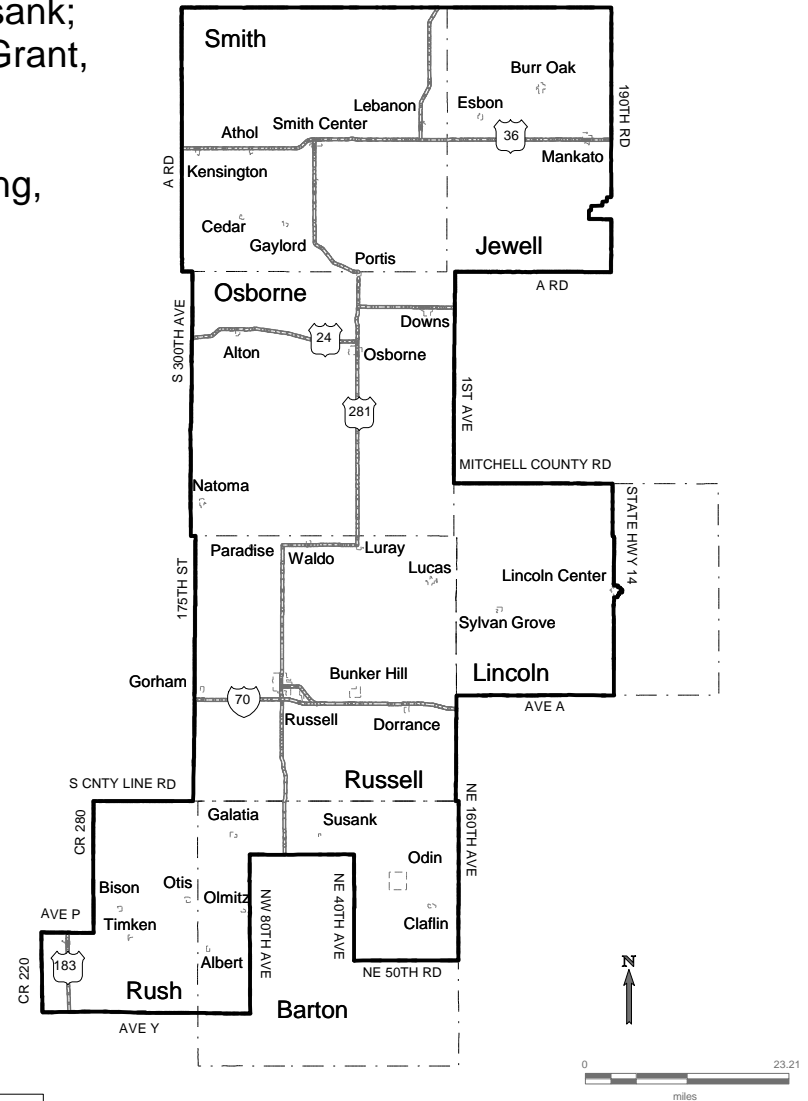 sank;
Grant,
ng,
Smith
Burr Oak
Lebanon
Esbon
190TH RD
Athol
Smith Center
36
Mankato
A RD
Kensington
Cedar
Gaylord
Portis
Jewell
A RD
Osborne
S 300TH AVE
Downs
24
Alton
Osborne
281
1ST AVE
MITCHELL COUNTY RD
Natoma
STATE HWY 14
Paradise
Waldo
Luray
Lucas
Lincoln Center
175TH ST
Sylvan Grove
Gorham
Bunker Hill
Lincoln
70
Russell
Dorrance
AVE A
S CNTY LINE RD
Russell
NE 160TH AVE
CR 280
Galatia
Susank
Odin
Bison
Otis
Olmitz
NW 80TH AVE
NE 40TH AVE
AVE P
Timken
Claflin
183
Albert
CR 220
NE 50TH RD
N
Rush
Barton
AVE Y
0
23.21
miles